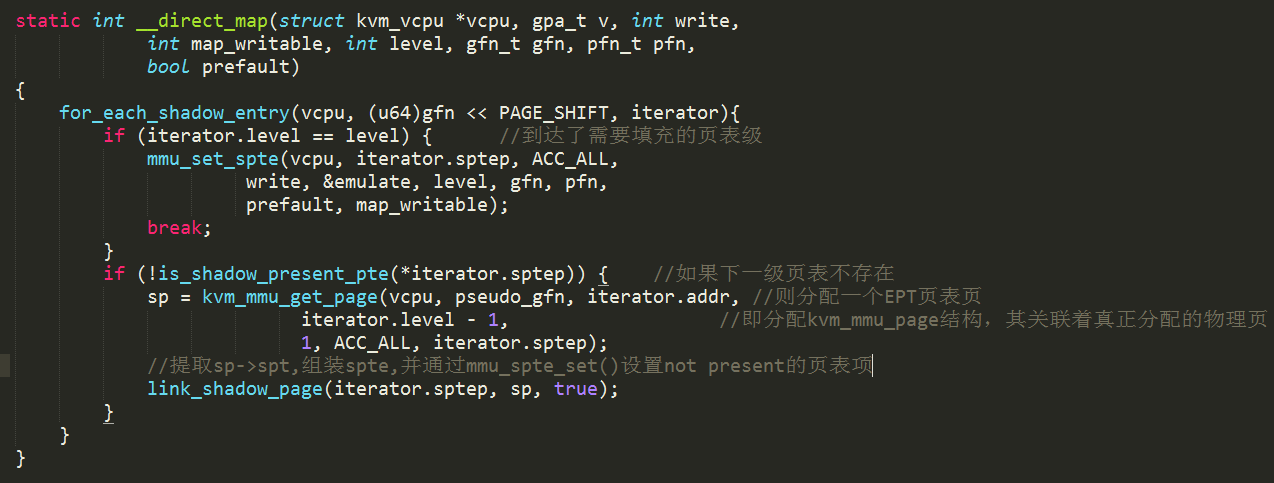 static int __direct_map(struct kvm_vcpu *vcpu, gpa_t v, int write,
int map_writable, int level, gfn_t gfn, pfn_t pfn,
bool prefault)
{
for_each_shadow_entry(vcpu, (u64)gfn << PAGE_SHIFT, iterator){
if (iterator.level == level) { //到达了需要填充的页表级
mmu_set_spte(vcpu, iterator.sptep, ACC_ALL,
write, &emulate, level, gfn, pfn,
prefault, map_writable);
break;
}
if (!is_shadow_present_pte(*iterator.sptep)) { //如果下一级页表不存在
sp = kvm_mmu_get_page(vcpu, pseudo_gfn, iterator.addr, //则分配一个EPT页表页
iterator.level - 1, //即分配kvm_mmu_page结构，其关联着真正分配的物理页
1, ACC_ALL, iterator.sptep);
//提取sp->spt,组装spte,并通过mmu_spte_set()设置not present的页表项
link_shadow_page(iterator.sptep, sp, true);
}
}
}